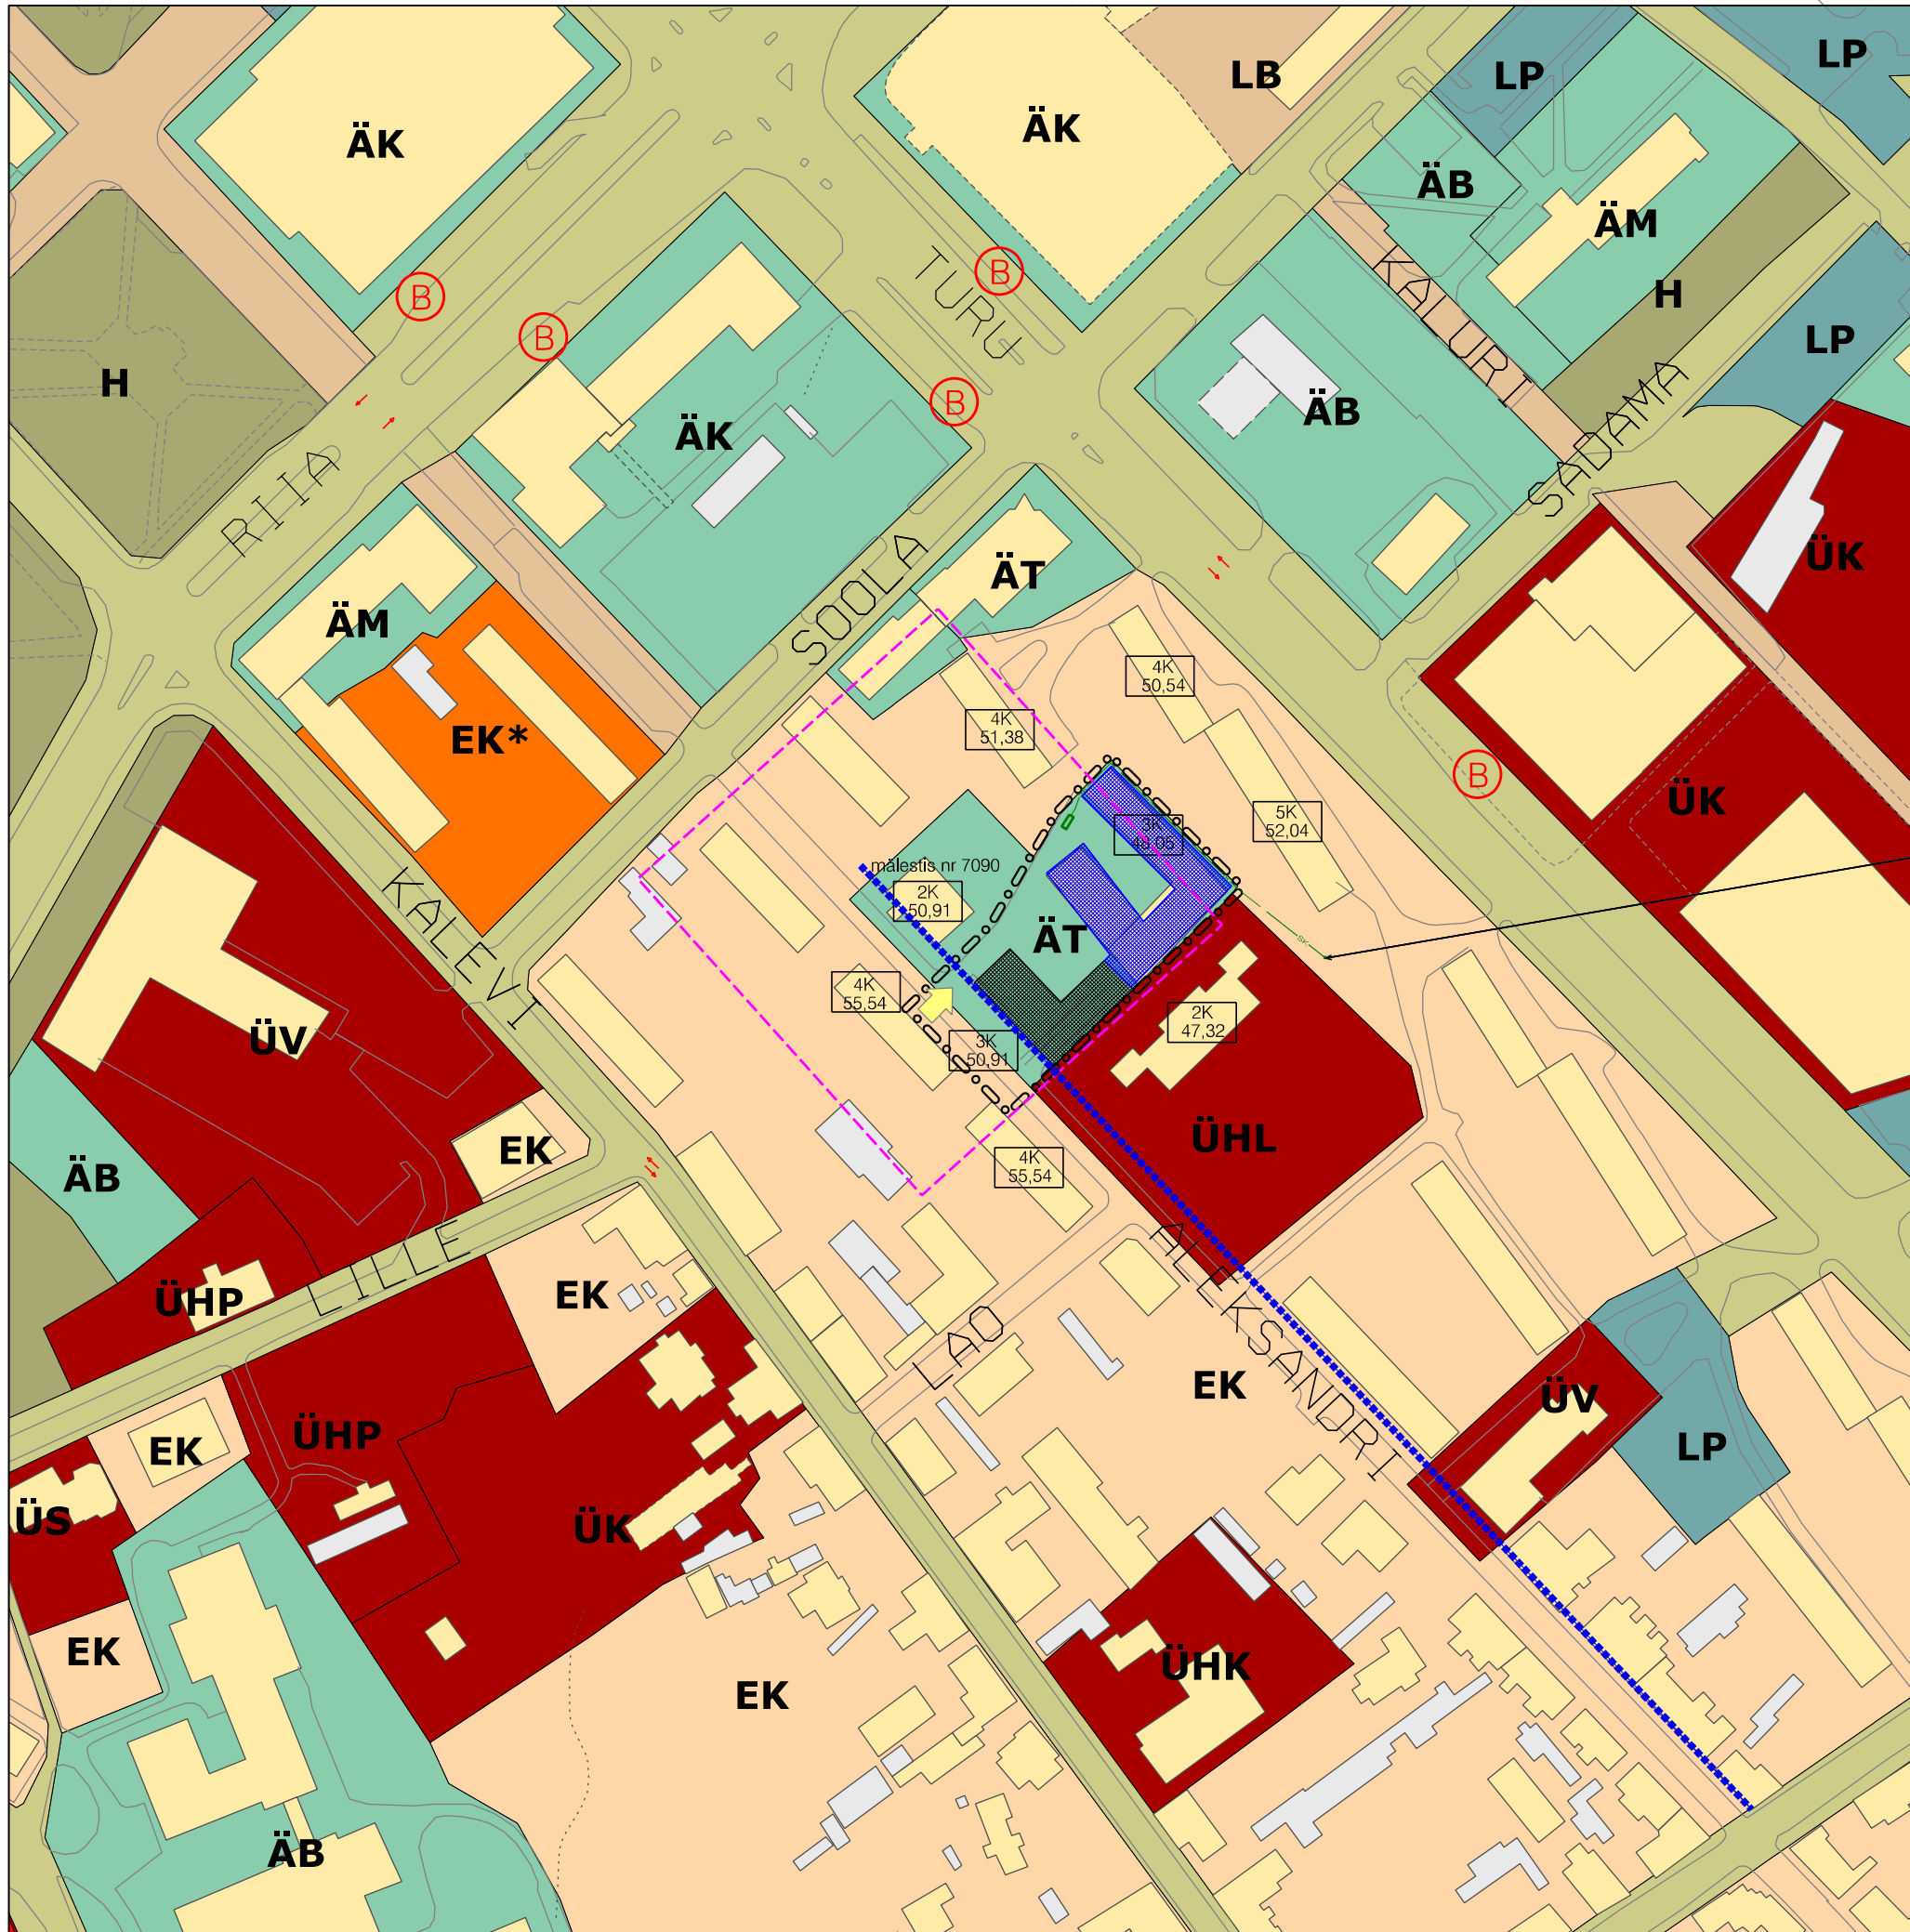 LP
LB
LP
ÄK
ÄK
ÄB
ÄM
TURU
B
H
B
KALURI
B
LP
H
B
ÄB
ÄK
SADAMA
RIIA
ÜK
SOOLA
ÄT
ÄM
4K
50,54
4K
51,38
EK*
B
ÜK
5K
52,04
3K
48,05
mälestis nr 7090
2K
50,91
KALEVI
ÄT
4K
55,54
2K
47,32
ÜV
3K
50,91
ÜHL
EK
4K
55,54
ÄB
LILLE
ÜHP
EK
ALEKSANDRI
LAO
EK
ÜV
ÜHP
EK
LP
ÜS
ÜK
EK
ÜHK
EK
ÄB